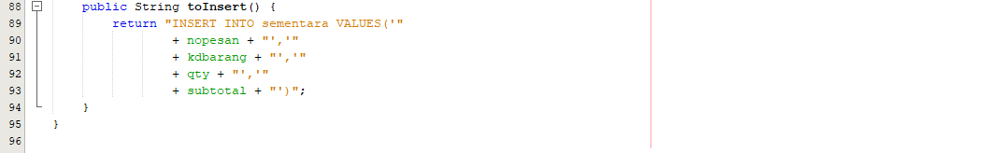 88 public String toInsert() {
89 return "INSERT INTO sementara VALUES('"
90 + nopesan + "','"
91 + kdbarang + "','"
92 + qty + "','"
93 + subtotal + "')";
94 }
95 }
96